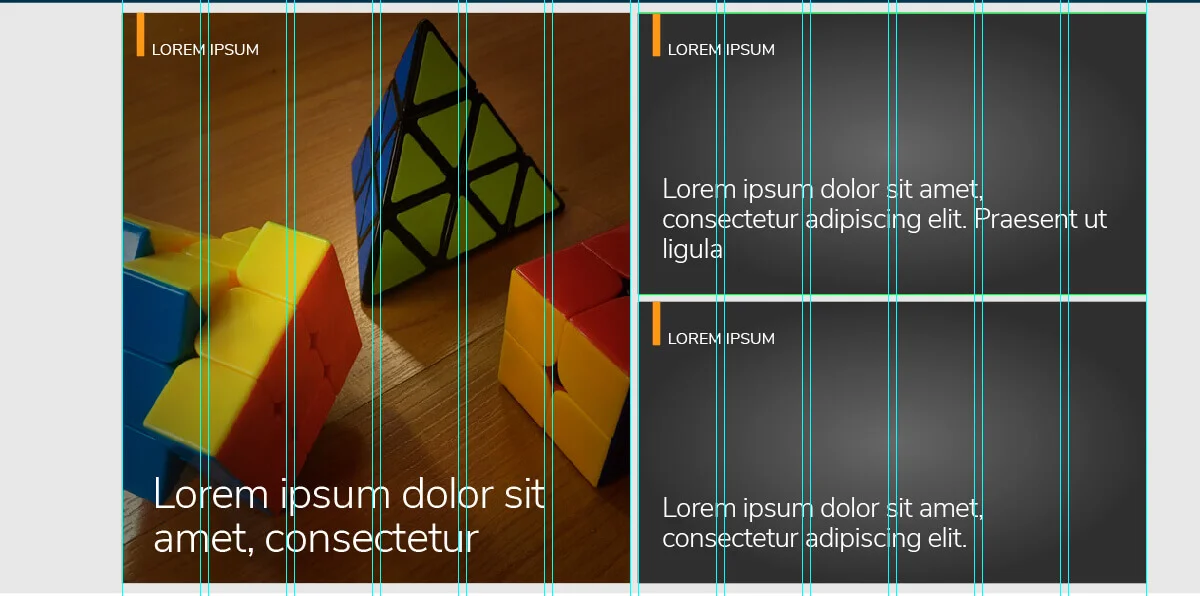 LOREM IPSUM
Lorem ipsum dolor sit
amet, consectetur
LOREM IPSUM
Lorem ipsum dolor sit amet,
consectetur adipiscing elit. Praesent ut
ligula
LOREM IPSUM
Lorem ipsum dolor sit amet,
consectetur adipiscing elit.